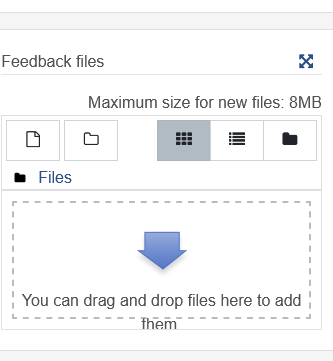 Feedback files
Maximum size for new files: 8MB
Files
You can drag and drop files here to add
them